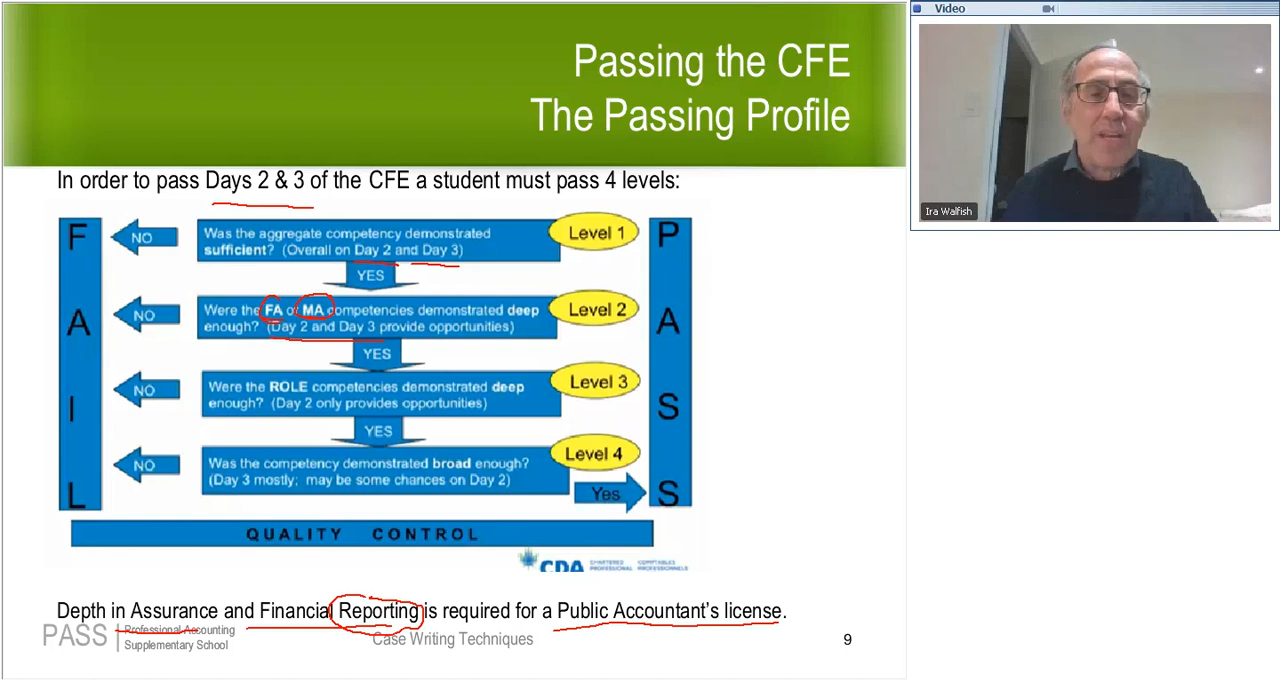 Passing the CFE
The Passing Profile
In order to pass Days 2 & 3 of the CFE a student must pass 4 levels:
FAIL
NO
Was the aggregate competency demonstrated
sufficient? (Overall on Day 2 and Day 3)
Level 1
YES
NO
Were the FA or MA competencies demonstrated deep
enough? (Day 2 and Day 3 provide opportunities)
Level 2
YES
NO
Were the ROLE competencies demonstrated deep
enough? (Day 2 only provides opportunities)
Level 3
YES
NO
Was the competency demonstrated broad enough?
(Day 3 mostly; may be some chances on Day 2)
Level 4
Yes
PASS
QUALITY CONTROL
CPA
CHARTERED
PROFESSIONAL
COMPTABLES
PROFESSIONNELS
Depth in Assurance and Financial Reporting is required for a Public Accountant's license.
PASS
Professional Accounting
Supplementary School
Case Writing Techniques
9
Video
Ira Walfish